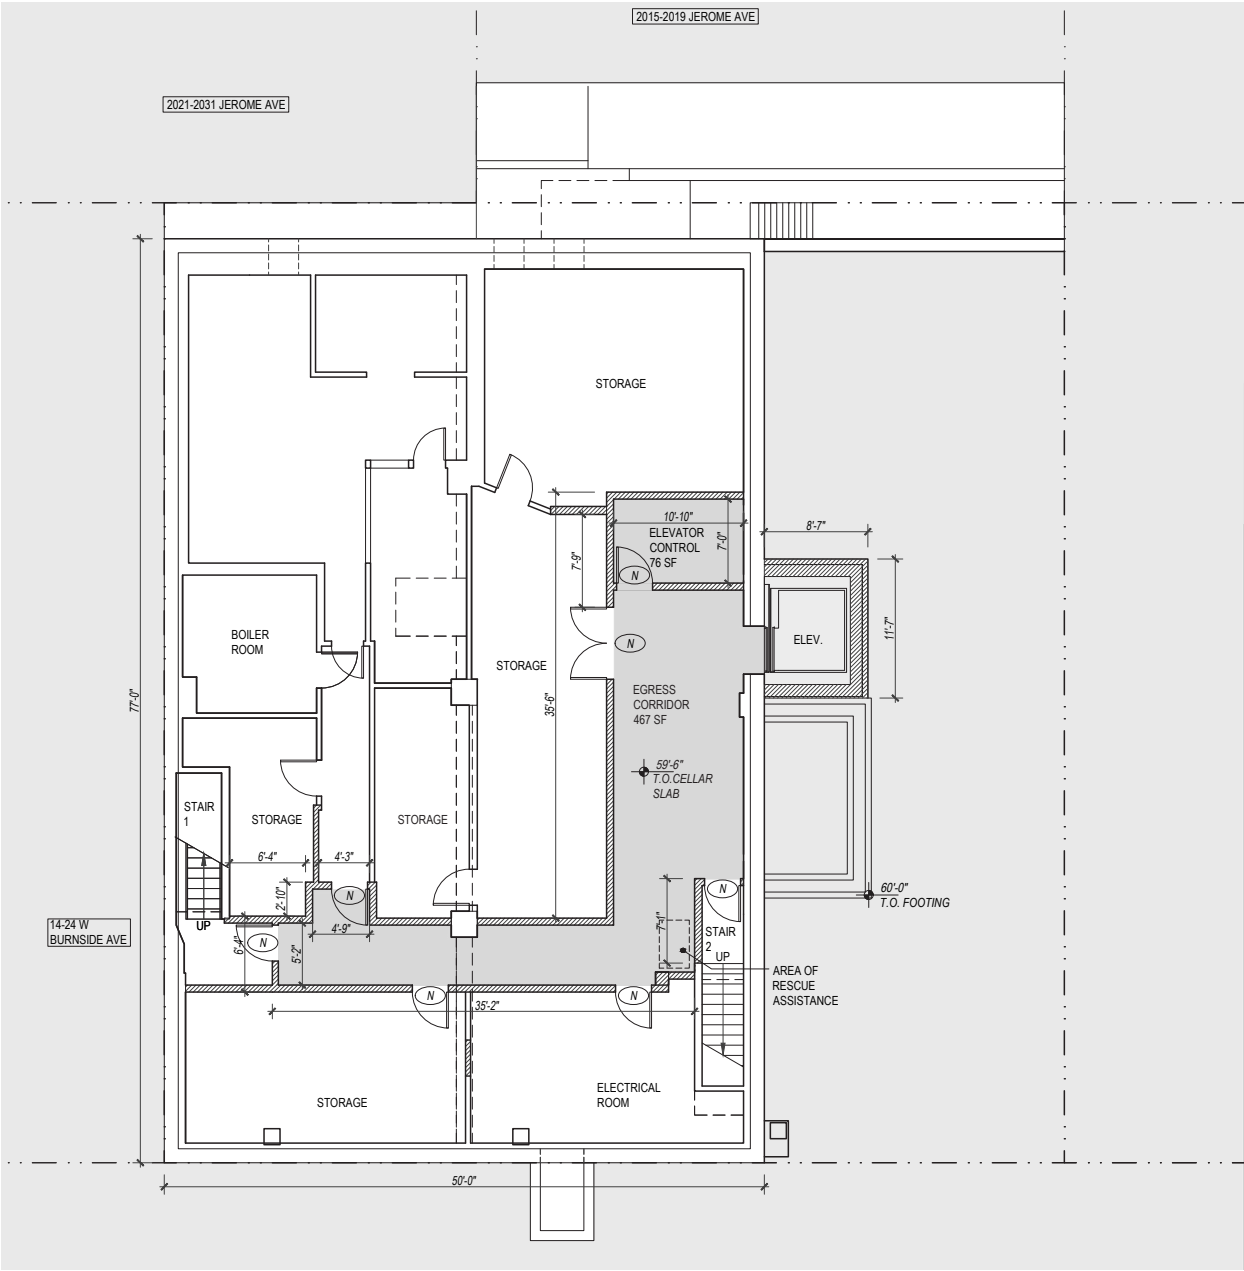 2015-2019 JEROME AVE
2021-2031 JEROME AVE
STORAGE
10'-10"
ELEVATOR
CONTROL
76 SF
7'-0"
7'-9"
N
8'-7"
11'-7"
ELEV.
BOILER
ROOM
N
STORAGE
EGRESS
CORRIDOR
467 SF
35'-6"
77'-0"
59'-6"
T.O.CELLAR
SLAB
STAIR
1
STORAGE
STORAGE
6'-4"
4'-3"
2'-10"
N
N
60'-0"
T.O. FOOTING
UP
14-24 W
BURNSIDE AVE
4'-9"
N
6'-4"
5'-2"
7'-1"
STAIR
2
UP
AREA OF
RESCUE
ASSISTANCE
N
N
35'-2"
STORAGE
ELECTRICAL
ROOM
50'-0"